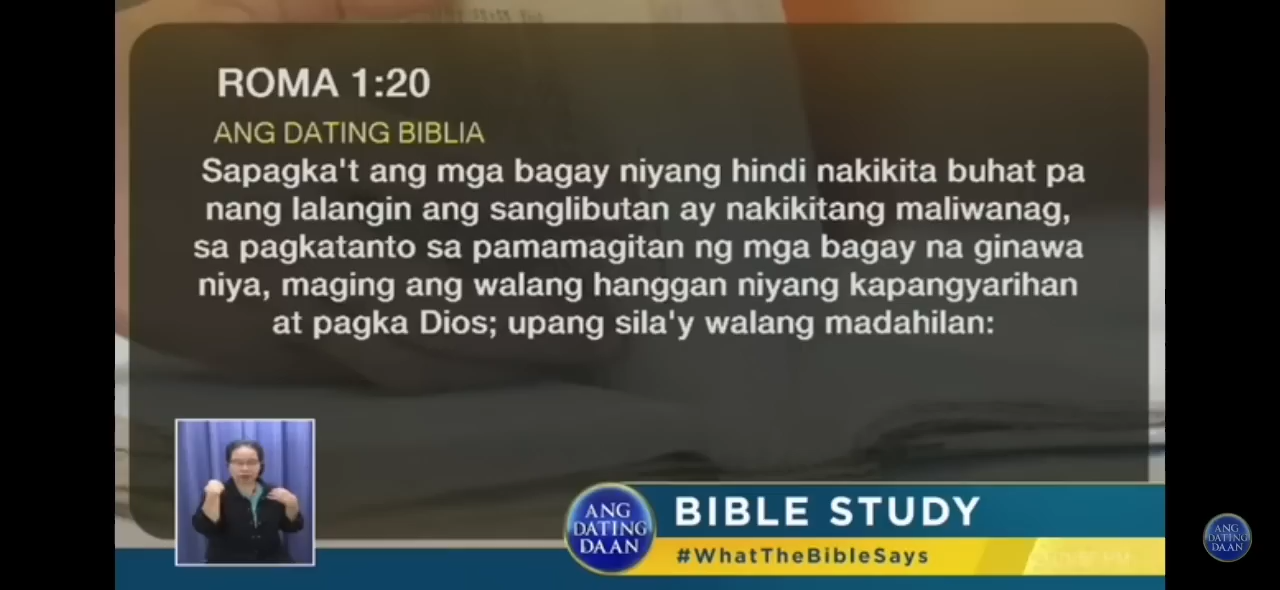 ROMA 1:20
ANG DATING BIBLIA
Sapagka't ang mga bagay niyang hindi nakikita buhat pa
nang lalangin ang sanglibutan ay nakikitang maliwanag,
sa pagkatanto sa pamamagitan ng mga bagay na ginawa
niya, maging ang walang hanggan niyang kapangyarihan
at pagka Dios; upang sila'y walang madahilan:
ANG
DATING
DAAN
BIBLE STUDY
#WhatTheBibleSays
ANG
DATING
DAAN